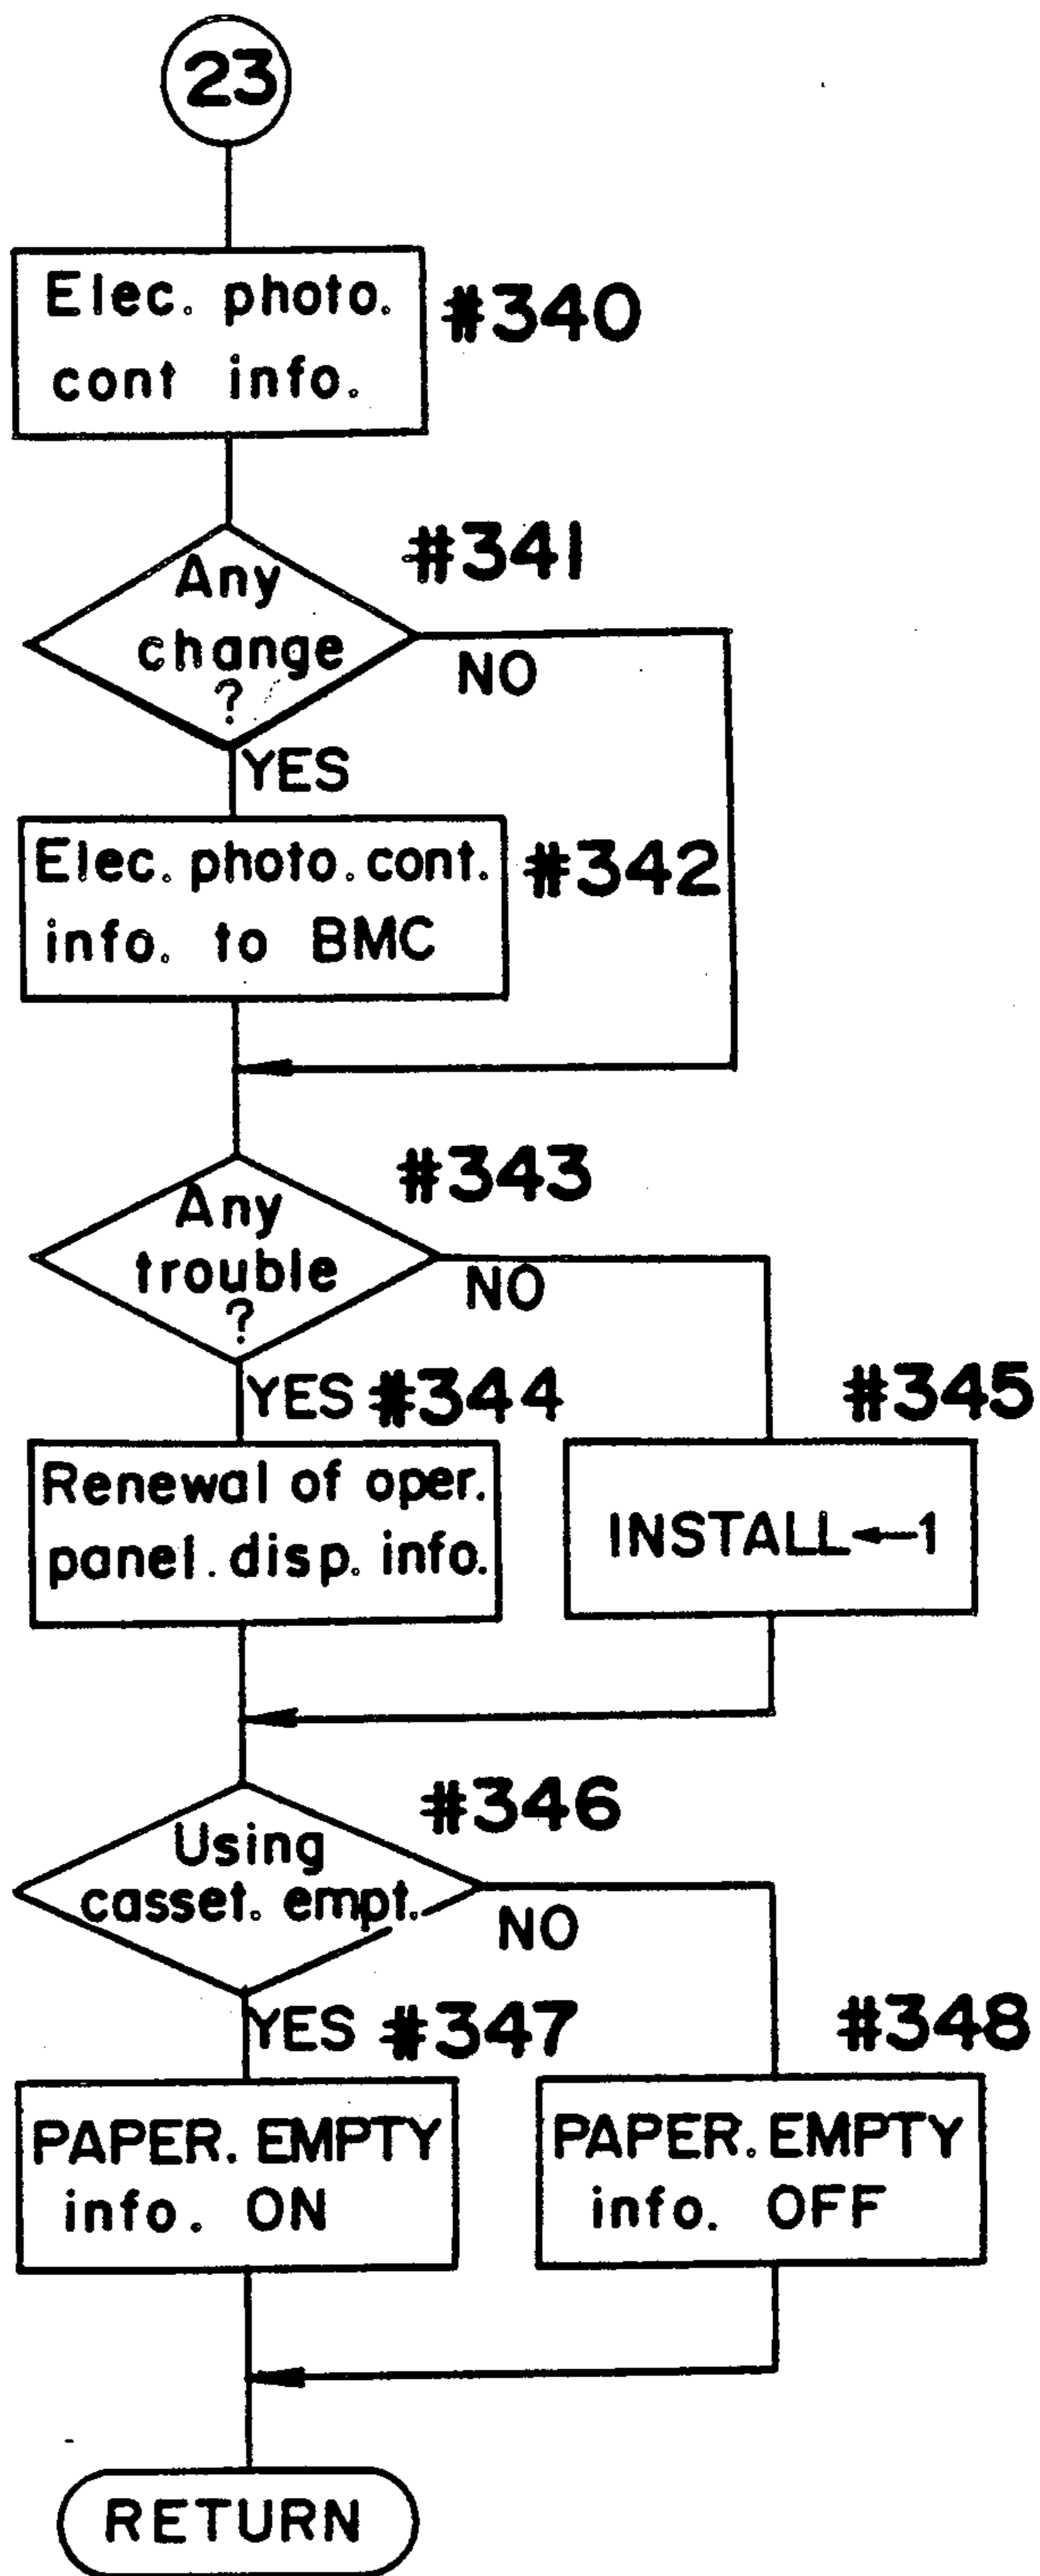 23
Elec. photo.
cont info.
#340
#341
Any
change
?
NO
YES
Elec. photo. cont.
info. to BMC
#342
#343
Any
trouble
?
NO
YES #344
#345
Renewal of oper.
panel. disp. info.
INSTALL←1
#346
Using
casset. empt.
NO
YES #347
#348
PAPER. EMPTY
info. ON
PAPER. EMPTY
info. OFF
RETURN